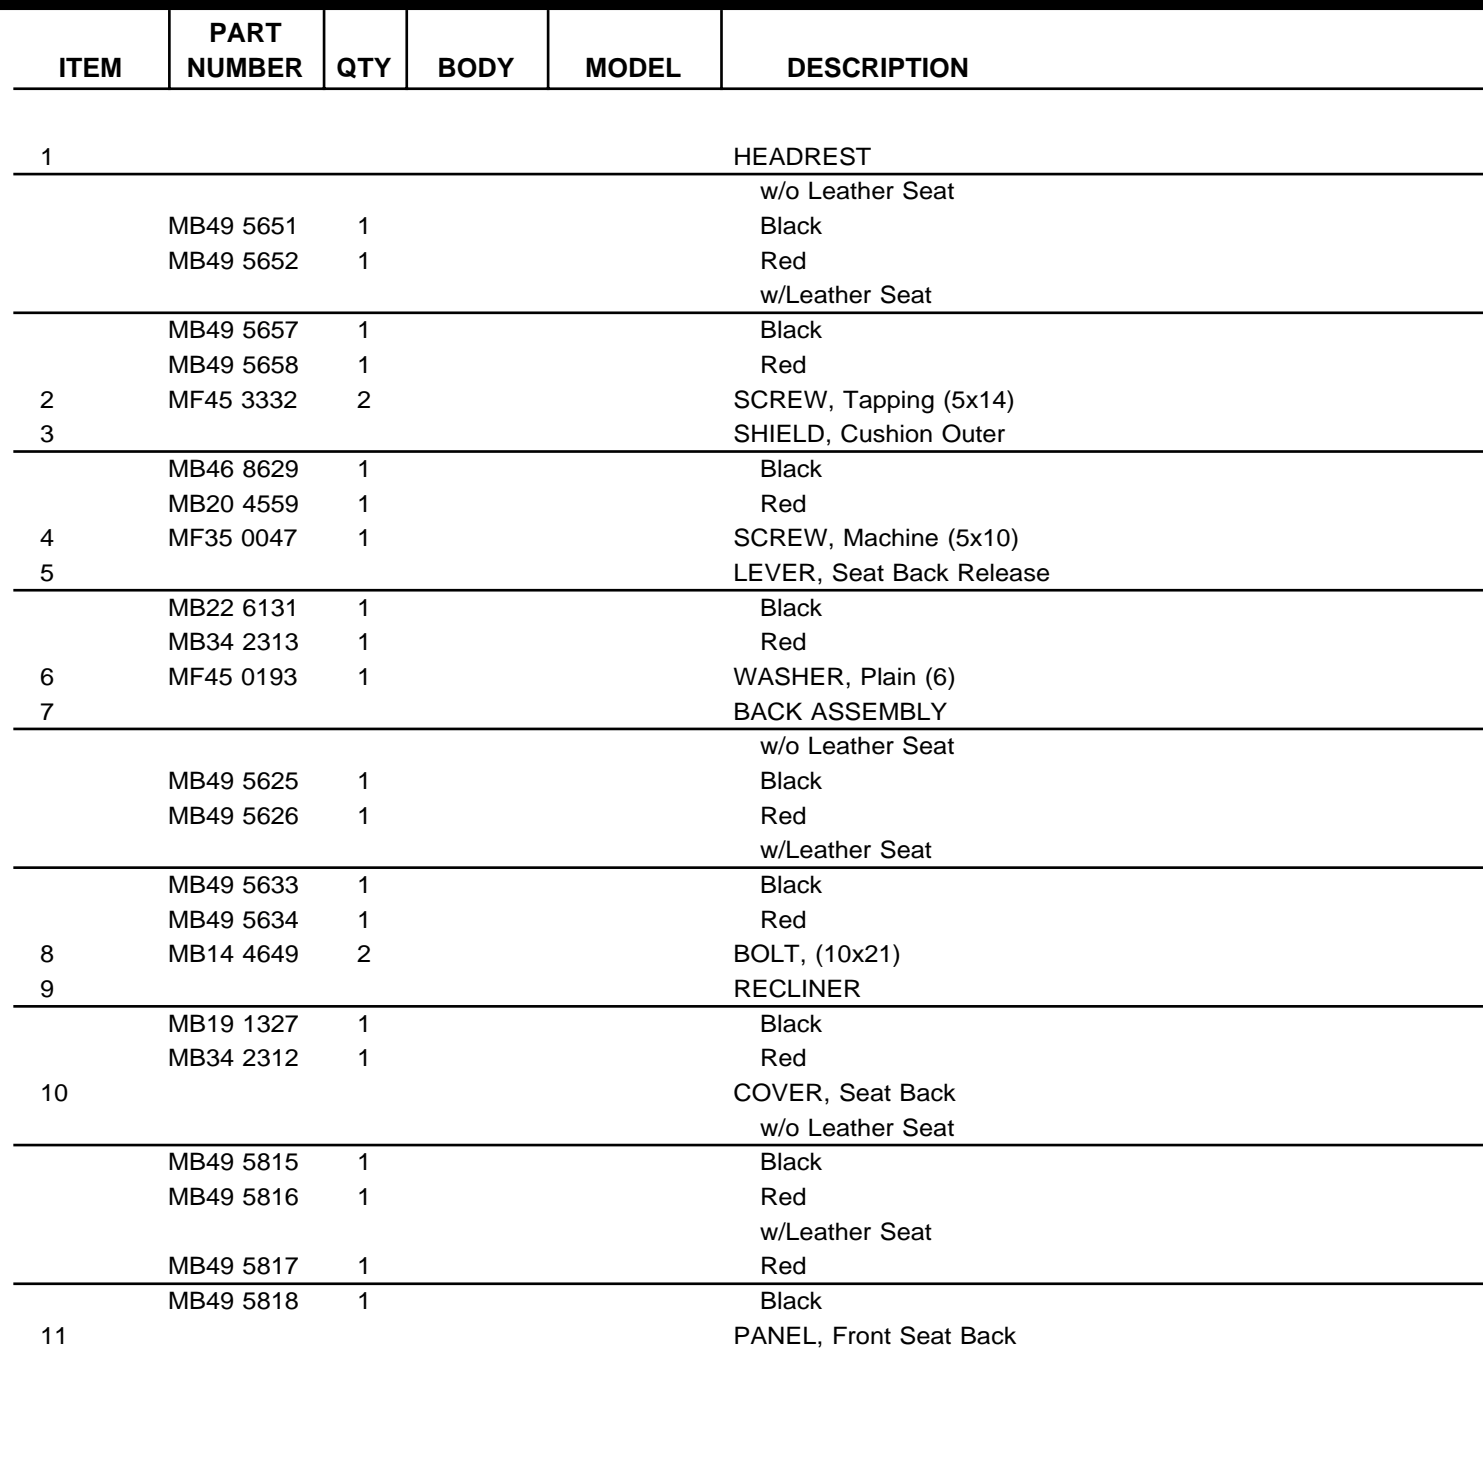 PART
ITEM NUMBER QTY BODY MODEL DESCRIPTION
1 HEADREST
w/o Leather Seat
MB49 5651 1 Black
MB49 5652 1 Red
w/Leather Seat
MB49 5657 1 Black
MB49 5658 1 Red
2 MF45 3332 2 SCREW, Tapping (5x14)
3 SHIELD, Cushion Outer
MB46 8629 1 Black
MB20 4559 1 Red
4 MF35 0047 1 SCREW, Machine (5x10)
5 LEVER, Seat Back Release
MB22 6131 1 Black
MB34 2313 1 Red
6 MF45 0193 1 WASHER, Plain (6)
7 BACK ASSEMBLY
w/o Leather Seat
MB49 5625 1 Black
MB49 5626 1 Red
w/Leather Seat
MB49 5633 1 Black
MB49 5634 1 Red
8 MB14 4649 2 BOLT, (10x21)
9 RECLINER
MB19 1327 1 Black
MB34 2312 1 Red
10 COVER, Seat Back
w/o Leather Seat
MB49 5815 1 Black
MB49 5816 1 Red
w/Leather Seat
MB49 5817 1 Red
MB49 5818 1 Black
11 PANEL, Front Seat Back